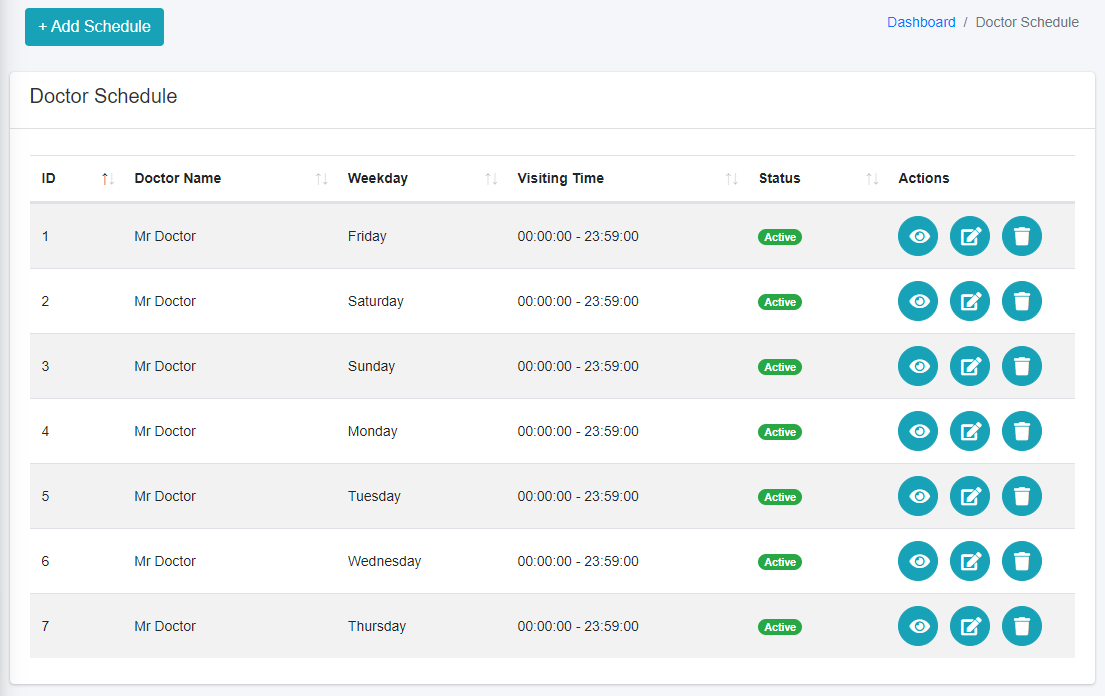 + Add Schedule
Dashboard / Doctor Schedule
Doctor Schedule
ID Doctor Name Weekday Visiting Time Status Actions
1 Mr Doctor Friday 00:00:00 - 23:59:00 Active
2 Mr Doctor Saturday 00:00:00 - 23:59:00 Active
3 Mr Doctor Sunday 00:00:00 - 23:59:00 Active
4 Mr Doctor Monday 00:00:00 - 23:59:00 Active
5 Mr Doctor Tuesday 00:00:00 - 23:59:00 Active
6 Mr Doctor Wednesday 00:00:00 - 23:59:00 Active
7 Mr Doctor Thursday 00:00:00 - 23:59:00 Active